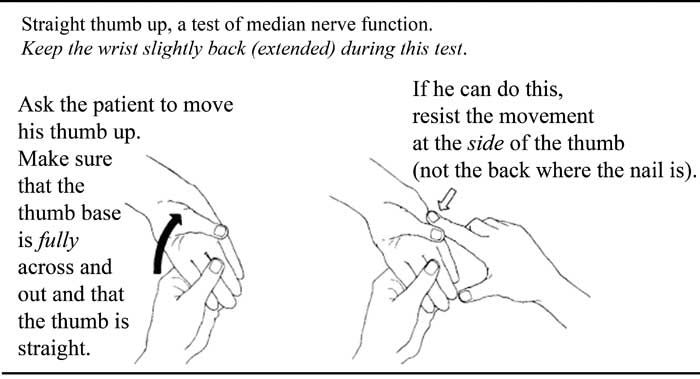 Straight thumb up, a test of median nerve function.
Keep the wrist slightly back (extended) during this test.
Ask the patient to move
his thumb up.
Make sure
that the
thumb base
is fully
across and
out and that
the thumb is
straight.
If he can do this,
resist the movement
at the side of the thumb
(not the back where the nail is).